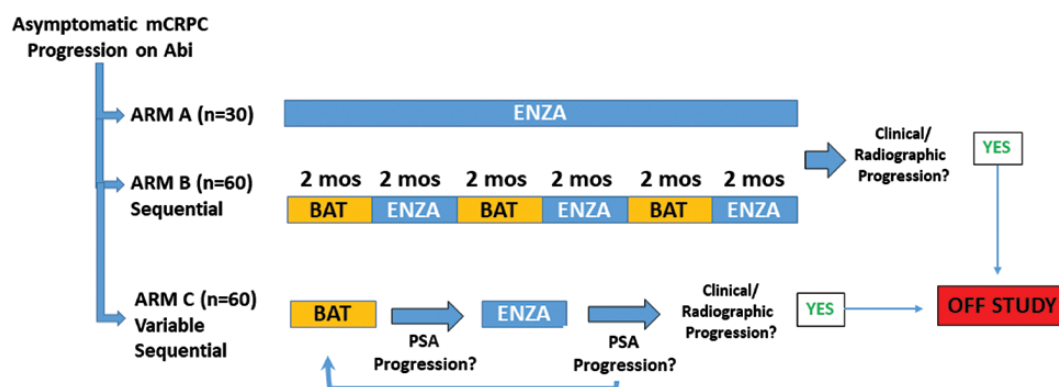 Asymptomatic mCRPC
Progression on Abi
ARM A (n=30)
ENZA
Clinical/
Radiographic
Progression?
YES
ARM B (n=60)
Sequential
2 mos 2 mos 2 mos 2 mos 2 mos 2 mos
BAT ENZA BAT ENZA BAT ENZA
ARM C (n=60)
Variable
Sequential
BAT
PSA
Progression?
ENZA
PSA
Progression?
Clinical/
Radiographic
Progression?
YES
OFF STUDY